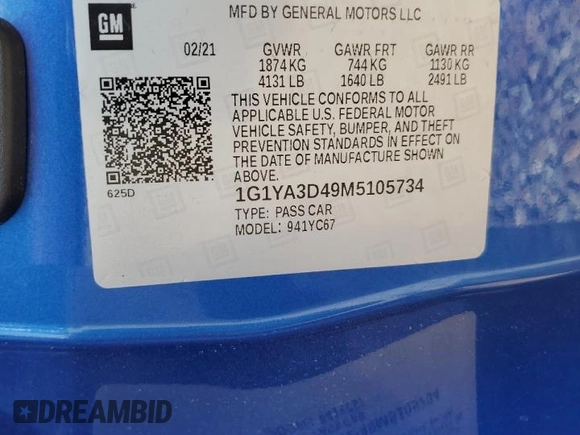 GM
MFD BY GENERAL MOTORS LLC
02/21 GVWR GAWR FRT GAWR RR
1874 KG 744 KG 1130 KG
4131 LB 1640 LB 2491 LB
THIS VEHICLE CONFORMS TO ALL
APPLICABLE U.S. FEDERAL MOTOR
VEHICLE SAFETY, BUMPER, AND THEFT
PREVENTION STANDARDS IN EFFECT ON
THE DATE OF MANUFACTURE SHOWN
ABOVE.
625D
1G1YA3D49M5105734
TYPE: PASS CAR
MODEL: 941YC67
DREAMBID